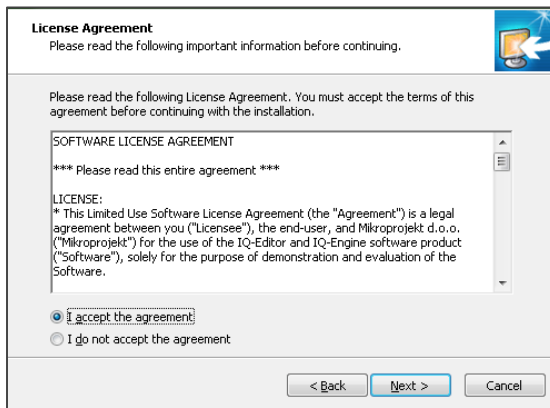 License Agreement
Please read the following important information before continuing.
Please read the following License Agreement. You must accept the terms of this
agreement before continuing with the installation.
SOFTWARE LICENSE AGREEMENT
*** Please read this entire agreement ***
LICENSE:
* This Limited Use Software License Agreement (the "Agreement") is a legal
agreement between you ("Licensee"), the end-user, and Mikroprojekt d.o.o.
("Mikroprojekt") for the use of the IQ-Editor and IQ-Engine software product
("Software"), solely for the purpose of demonstration and evaluation of the
Software.
I accept the agreement
I do not accept the agreement
< Back
Next >
Cancel